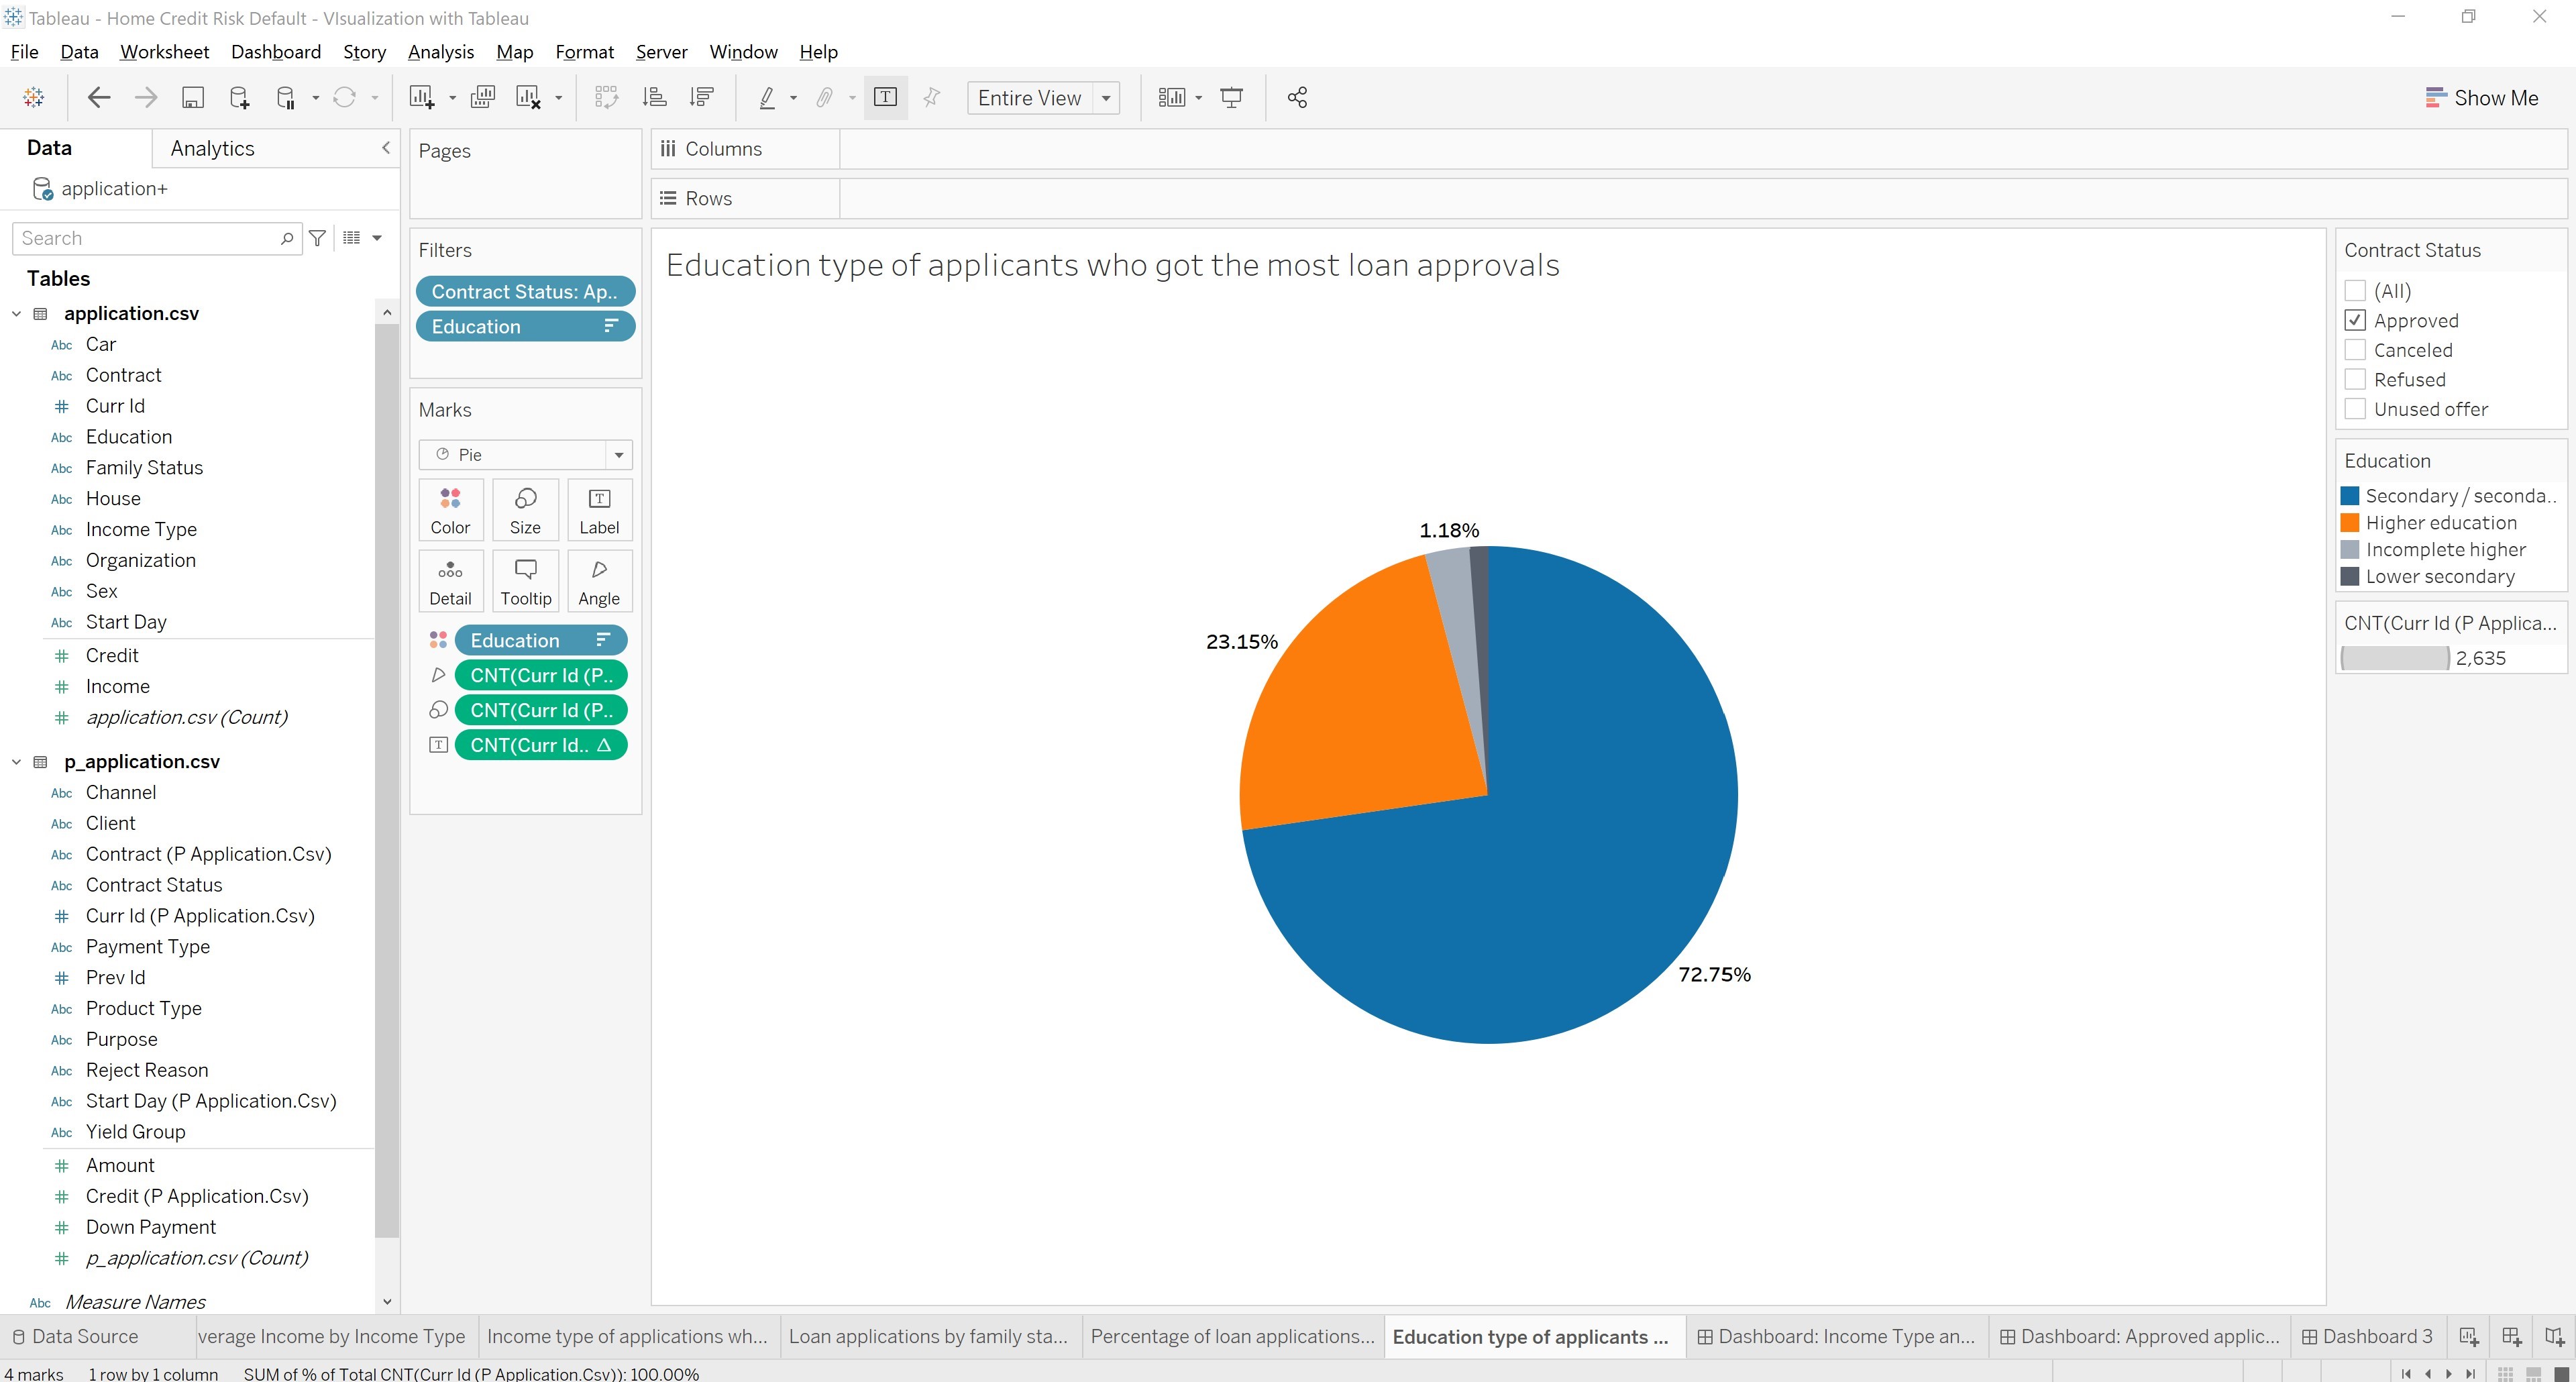 Tableau - Home Credit Risk Default - VIsualization with Tableau
File Data Worksheet Dashboard Story Analysis Map Format Server Window Help
Entire View
Show Me
Data
Analytics
application+
Search
Tables
application.csv
Abc Car
Abc Contract
# Curr Id
Abc Education
Abc Family Status
Abc House
Abc Income Type
Abc Organization
Abc Sex
Abc Start Day
# Credit
# Income
# application.csv (Count)
p_application.csv
Abc Channel
Abc Client
Abc Contract (P Application.Csv)
Abc Contract Status
# Curr Id (P Application.Csv)
Abc Payment Type
# Prev Id
Abc Product Type
Abc Purpose
Abc Reject Reason
Abc Start Day (P Application.Csv)
Abc Yield Group
# Amount
# Credit (P Application.Csv)
# Down Payment
# p_application.csv (Count)
Abc Measure Names
Pages
Filters
Contract Status: Ap..
Education
Marks
Pie
Color Size Label
Detail Tooltip Angle
Education
CNT(Curr Id (P..
CNT(Curr Id (P..
CNT(Curr Id.. Δ
Columns
Rows
Education type of applicants who got the most loan approvals
1.18%
23.15%
72.75%
Contract Status
(All)
Approved
Canceled
Refused
Unused offer
Education
Secondary / seconda..
Higher education
Incomplete higher
Lower secondary
CNT(Curr Id (P Applica...
2,635
Data Source
verage Income by Income Type
Income type of applications wh...
Loan applications by family sta...
Percentage of loan applications...
Education type of applicants ...
Dashboard: Income Type an...
Dashboard: Approved applic...
Dashboard 3
4 marks 1 row by 1 column SUM of % of Total CNT(Curr Id (P Application.Csv)): 100.00%